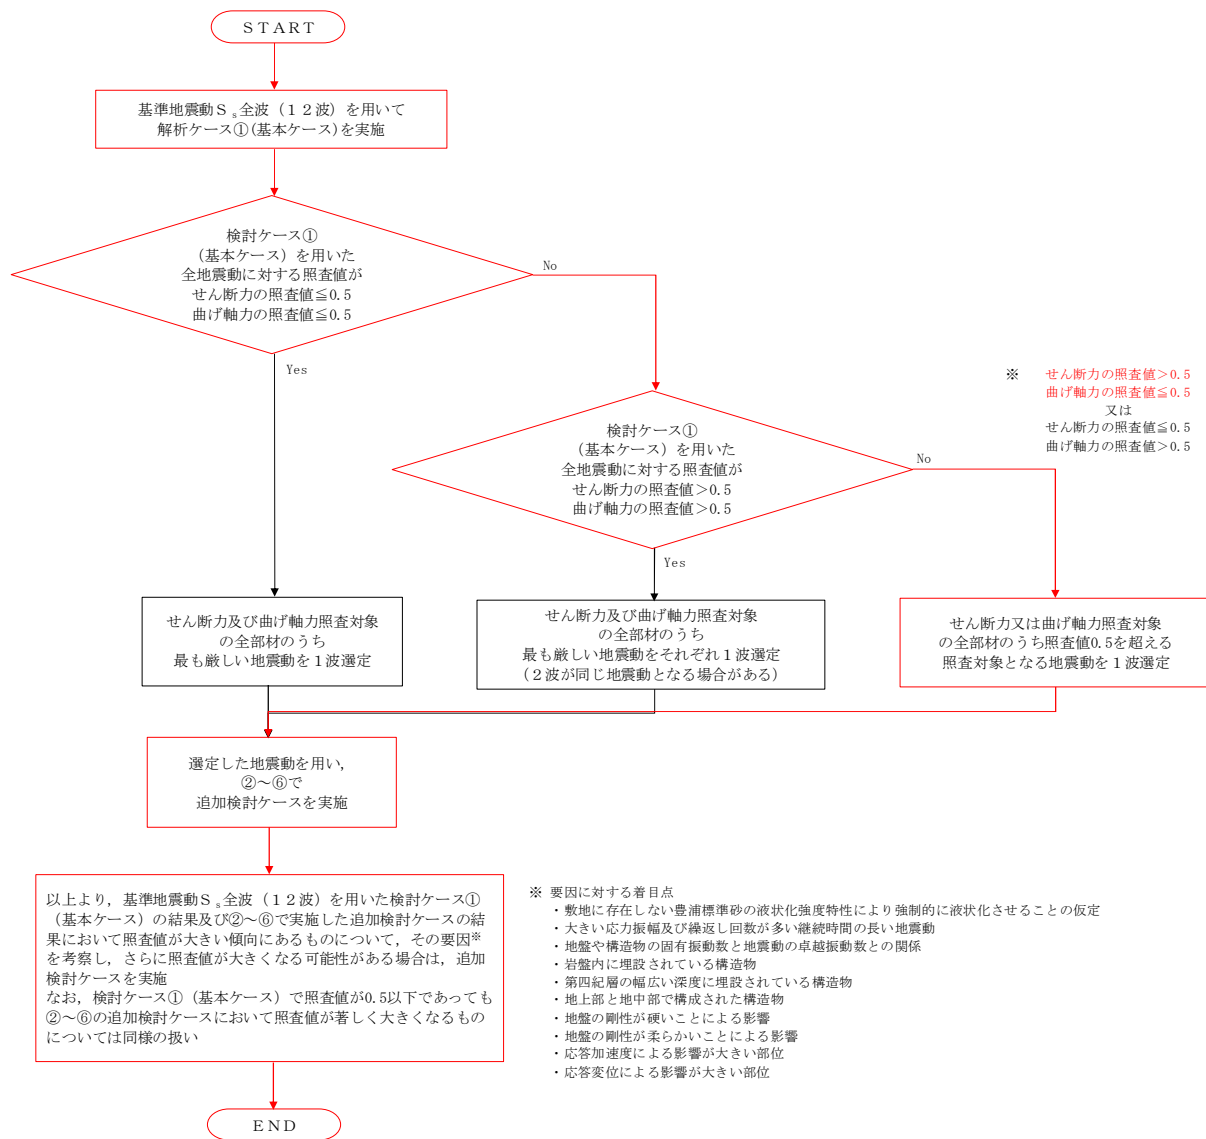 ＳＴＡＲＴ
基準地震動Ｓｓ全波（１２波）を用いて
解析ケース①(基本ケース)を実施
検討ケース①
（基本ケース）を用いた
全地震動に対する照査値が
せん断力の照査値≦0.5
曲げ軸力の照査値≦0.5
No
Yes
※
せん断力の照査値＞0.5
曲げ軸力の照査値≦0.5
又は
せん断力の照査値≦0.5
曲げ軸力の照査値＞0.5
検討ケース①
（基本ケース）を用いた
全地震動に対する照査値が
せん断力の照査値＞0.5
曲げ軸力の照査値＞0.5
No
Yes
せん断力及び曲げ軸力照査対象
の全部材のうち
最も厳しい地震動を１波選定
せん断力及び曲げ軸力照査対象
の全部材のうち
最も厳しい地震動をそれぞれ１波選定
（２波が同じ地震動となる場合がある）
せん断力又は曲げ軸力照査対象
の全部材のうち照査値0.5を超える
照査対象となる地震動を１波選定
選定した地震動を用い，
②～⑥で
追加検討ケースを実施
以上より，基準地震動Ｓｓ全波（１２波）を用いた検討ケース①
（基本ケース）の結果及び②～⑥で実施した追加検討ケースの結
果において照査値が大きい傾向にあるものについて，その要因※
を考察し，さらに照査値が大きくなる可能性がある場合は，追加
検討ケースを実施
なお，検討ケース①（基本ケース）で照査値が0.5以下であっても
②～⑥の追加検討ケースにおいて照査値が著しく大きくなるもの
については同様の扱い
※ 要因に対する着目点
・敷地に存在しない豊浦標準砂の液状化強度特性により強制的に液状化させることの仮定
・大きい応力振幅及び繰返し回数が多い継続時間の長い地震動
・地盤や構造物の固有振動数と地震動の卓越振動数との関係
・岩盤内に埋設されている構造物
・第四紀層の幅広い深度に埋設されている構造物
・地上部と地中部で構成された構造物
・地盤の剛性が硬いことによる影響
・地盤の剛性が柔らかいことによる影響
・応答加速度による影響が大きい部位
・応答変位による影響が大きい部位
ＥＮＤ